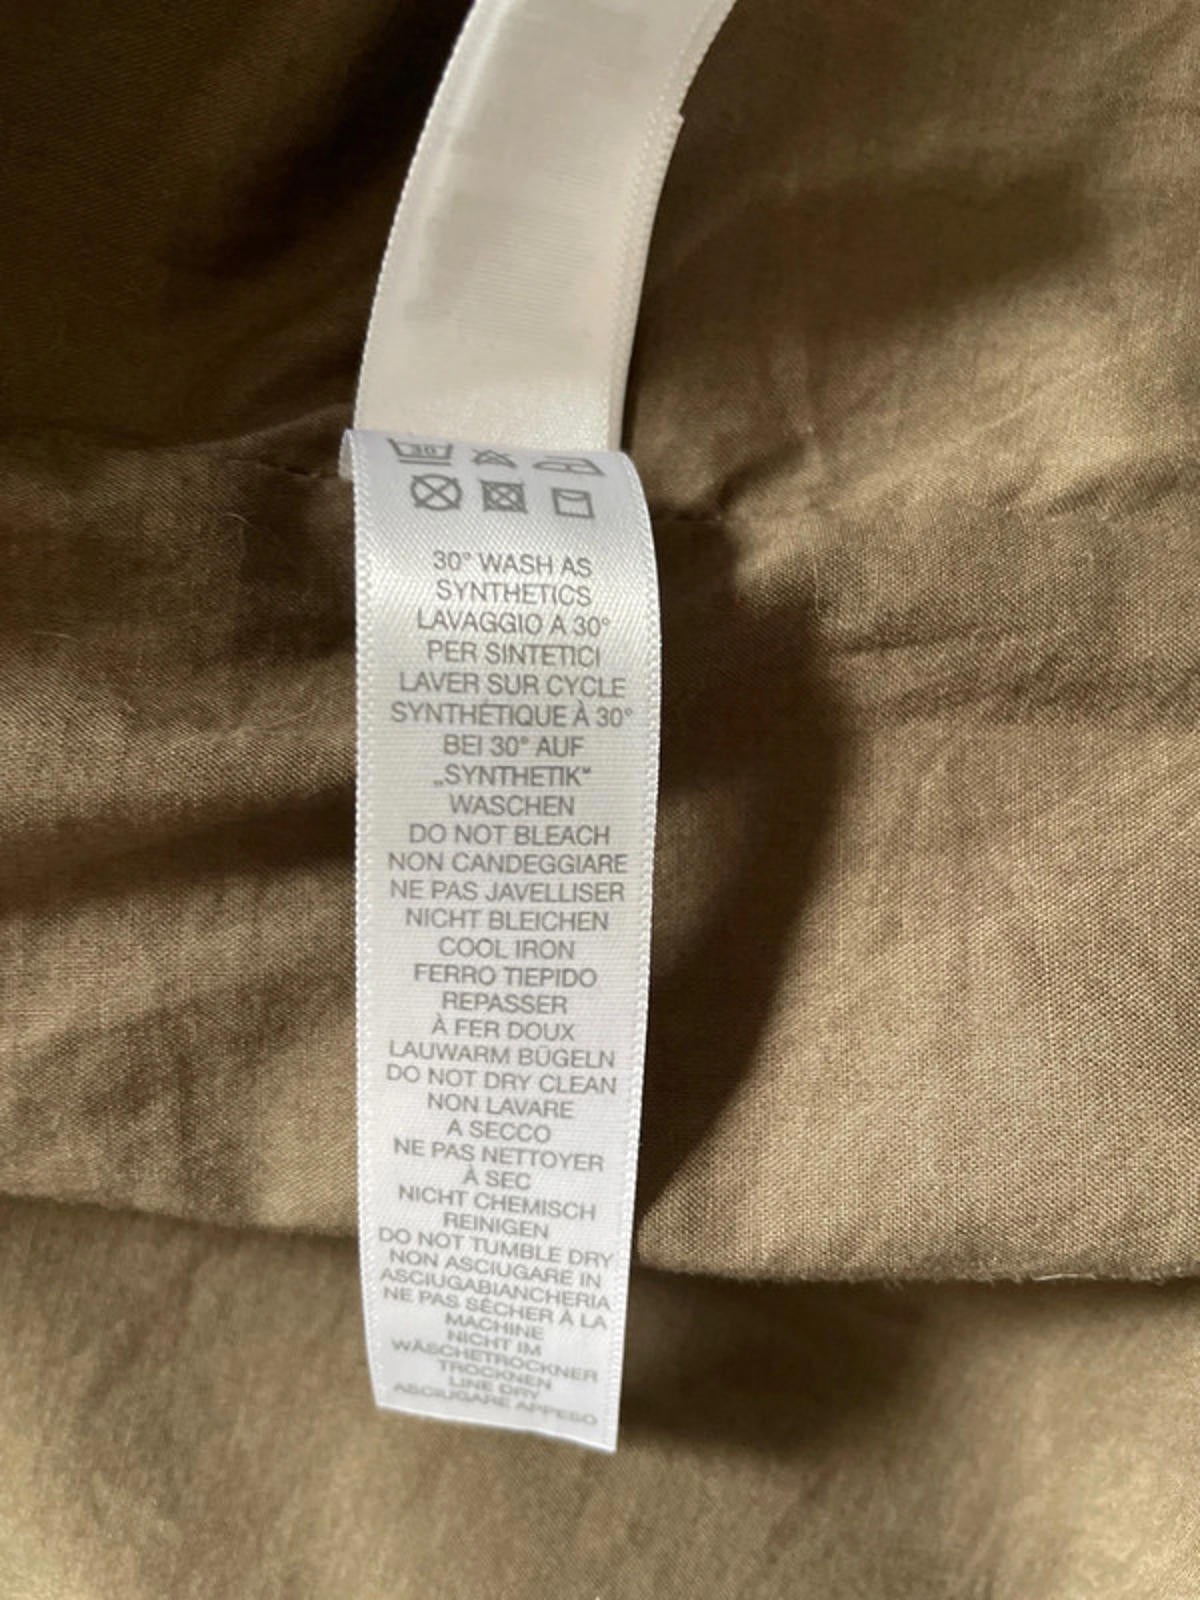 30
30° WASH AS
SYNTHETICS
LAVAGGIO A 30°
PER SINTETICI
LAVER SUR CYCLE
SYNTHÉTIQUE À 30°
BEI 30° AUF
„SYNTHETIK“
WASCHEN
DO NOT BLEACH
NON CANDEGGIARE
NE PAS JAVELLISER
NICHT BLEICHEN
COOL IRON
FERRO TIEPIDO
REPASSER
À FER DOUX
LAUWARM BÜGELN
DO NOT DRY CLEAN
NON LAVARE
A SECCO
NE PAS NETTOYER
À SEC
NICHT CHEMISCH
REINIGEN
DO NOT TUMBLE DRY
NON ASCIUGARE IN
ASCIUGABIANCHERIA
NE PAS SÉCHER À LA
MACHINE
NICHT IM
WÄSCHETROCKNER
TROCKNEN
LINE DRY
ASCIUGARE APPESO